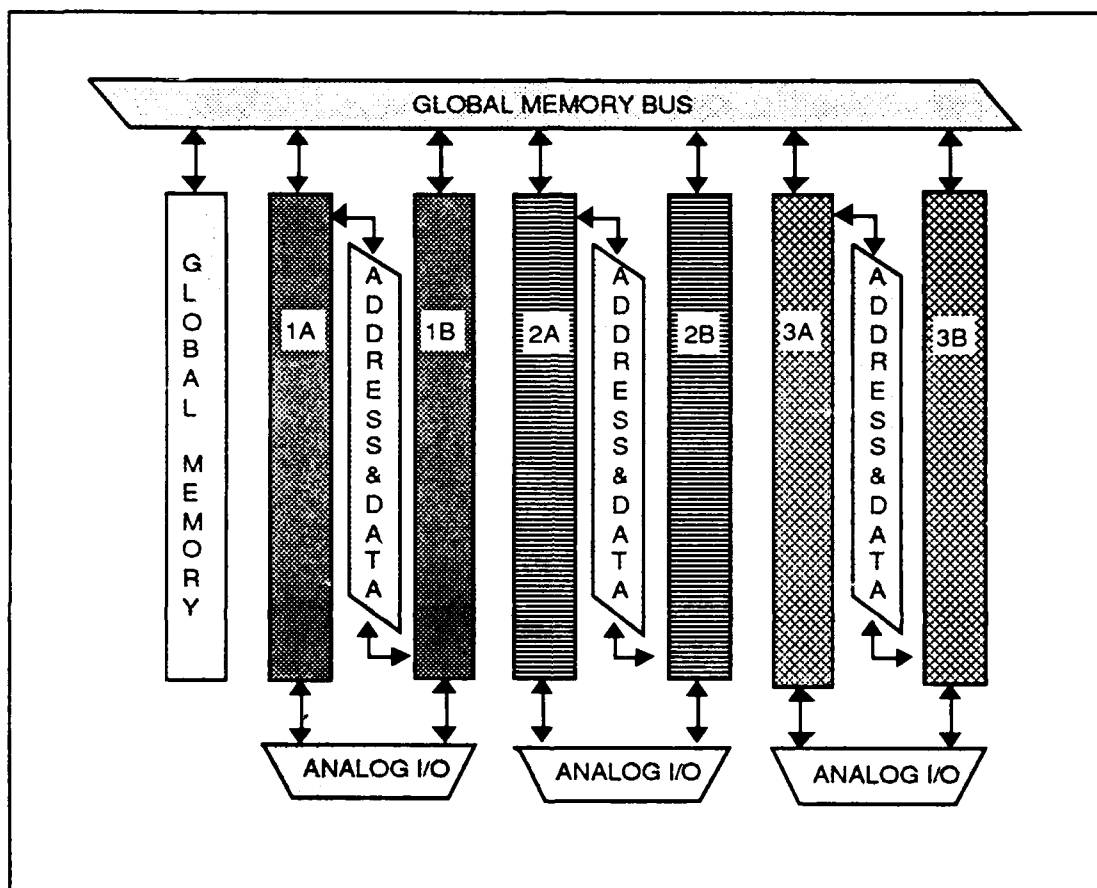 GLOBAL MEMORY BUS
GLOBAL MEMORY
1A
ADDRESS&DATA
1B
2A
ADDRESS&DATA
2B
3A
ADDRESS&DATA
3B
ANALOG I/O
ANALOG I/O
ANALOG I/O